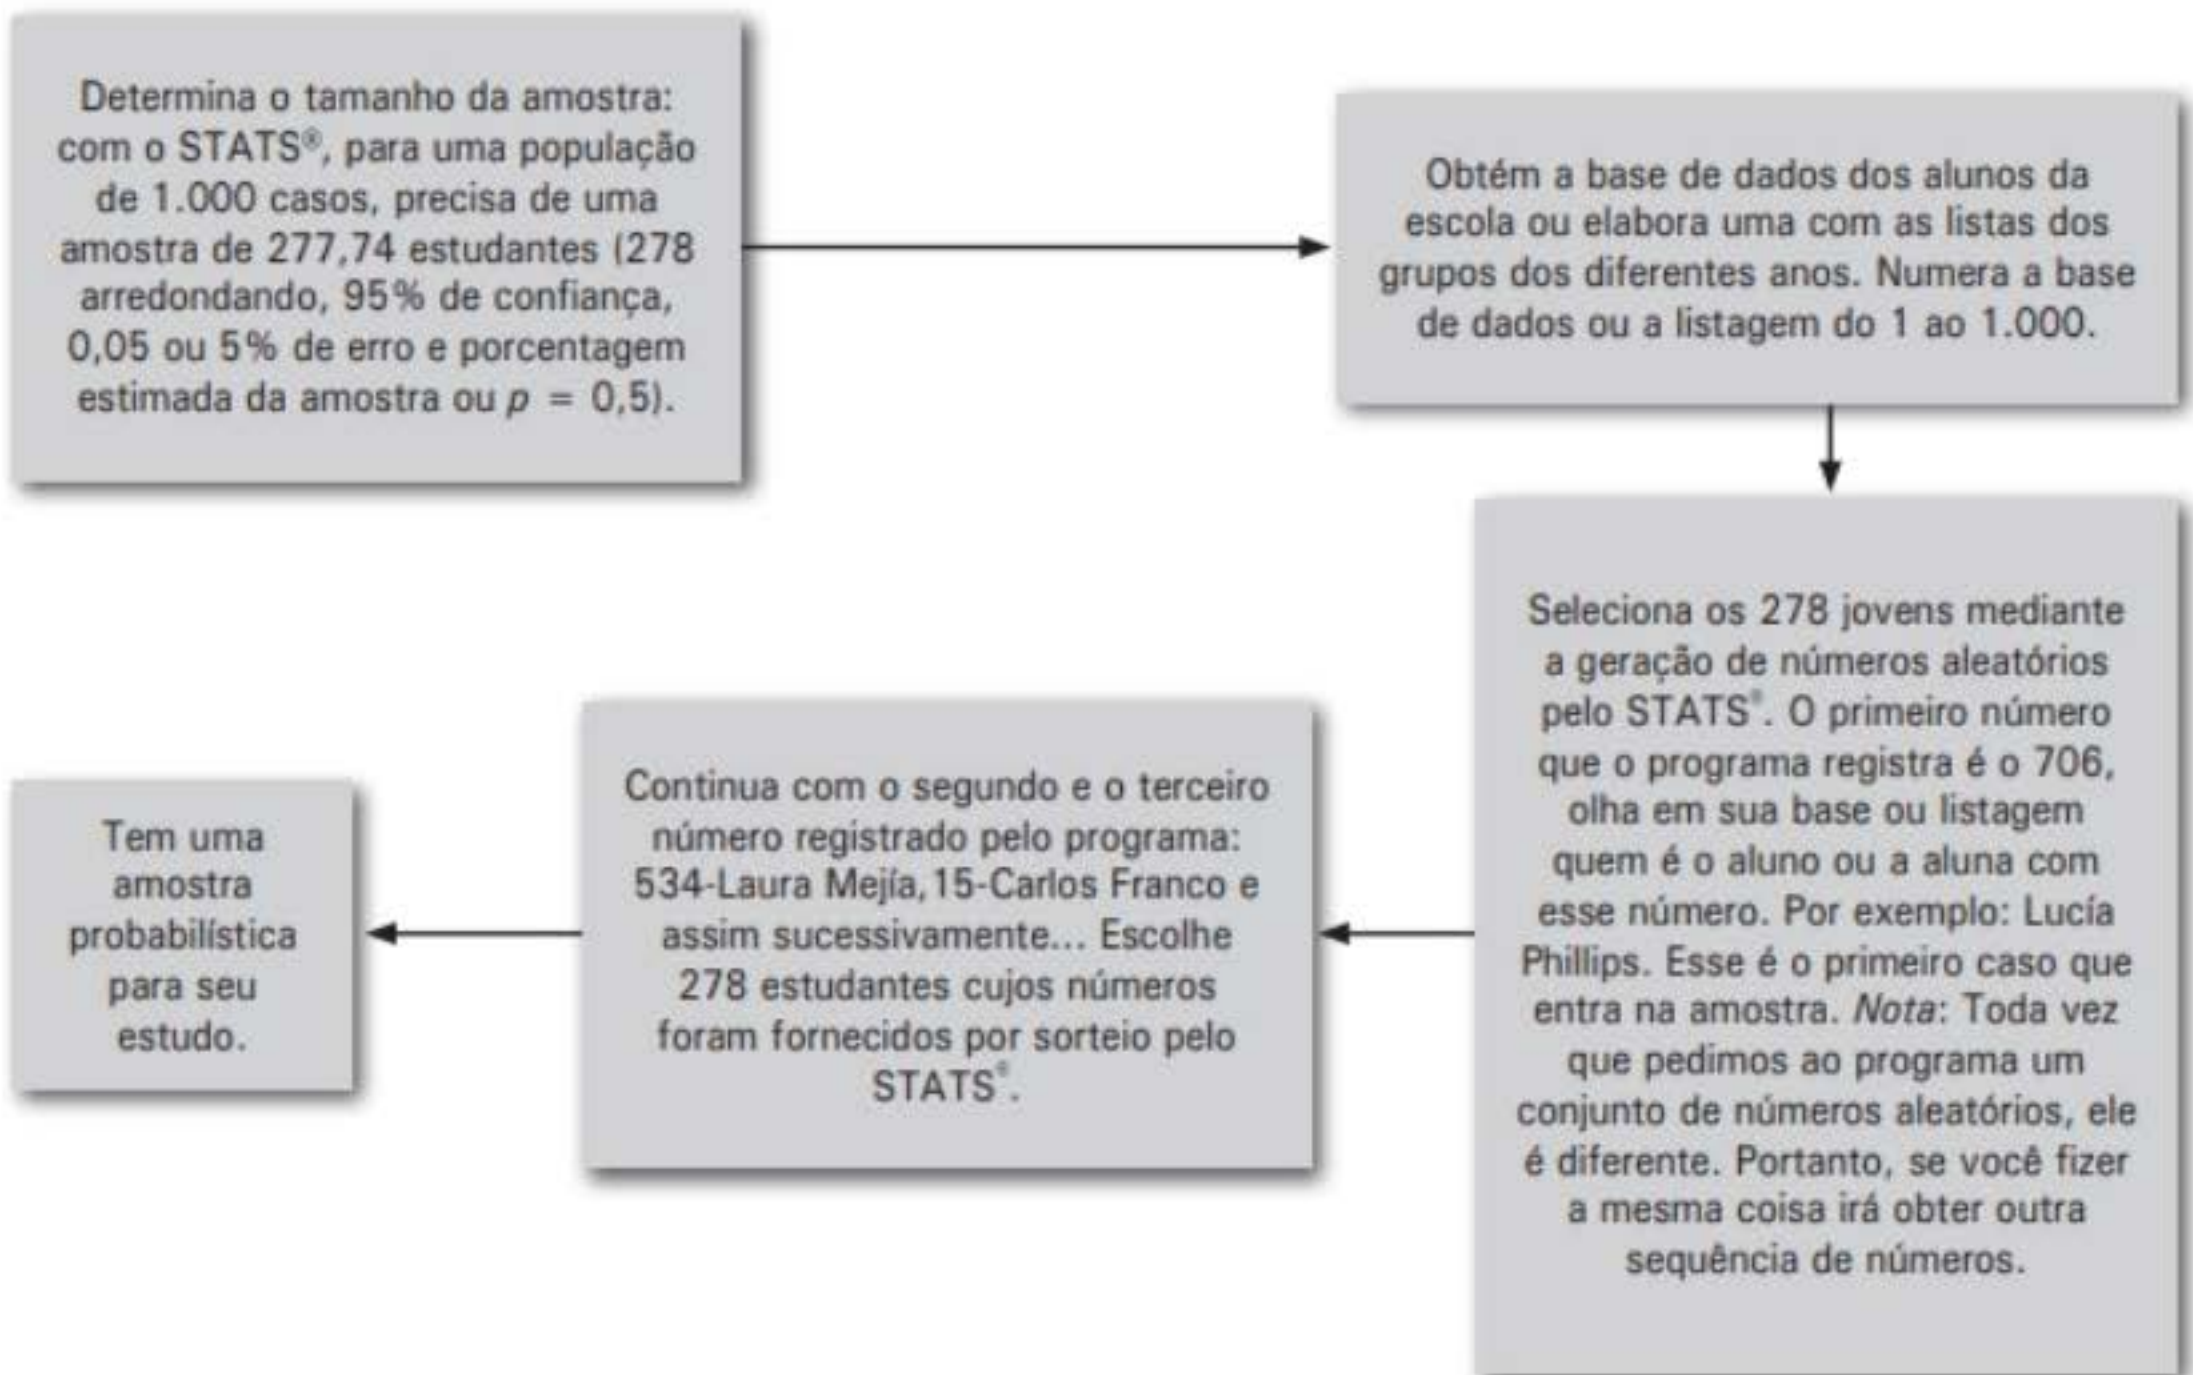 Determina o tamanho da amostra:
com o STATS®, para uma população
de 1.000 casos, precisa de uma
amostra de 277,74 estudantes (278
arredondando, 95% de confiança,
0,05 ou 5% de erro e porcentagem
estimada da amostra ou p = 0,5).
Obtém a base de dados dos alunos da
escola ou elabora uma com as listas dos
grupos dos diferentes anos. Numera a base
de dados ou a listagem do 1 ao 1.000.
Seleciona os 278 jovens mediante
a geração de números aleatórios
pelo STATS®. O primeiro número
que o programa registra é o 706,
olha em sua base ou listagem
quem é o aluno ou a aluna com
esse número. Por exemplo: Lucía
Phillips. Esse é o primeiro caso que
entra na amostra. Nota: Toda vez
que pedimos ao programa um
conjunto de números aleatórios, ele
é diferente. Portanto, se você fizer
a mesma coisa irá obter outra
sequência de números.
Continua com o segundo e o terceiro
número registrado pelo programa:
534-Laura Mejía,15-Carlos Franco e
assim sucessivamente... Escolhe
278 estudantes cujos números
foram fornecidos por sorteio pelo
STATS®.
Tem uma
amostra
probabilística
para seu
estudo.